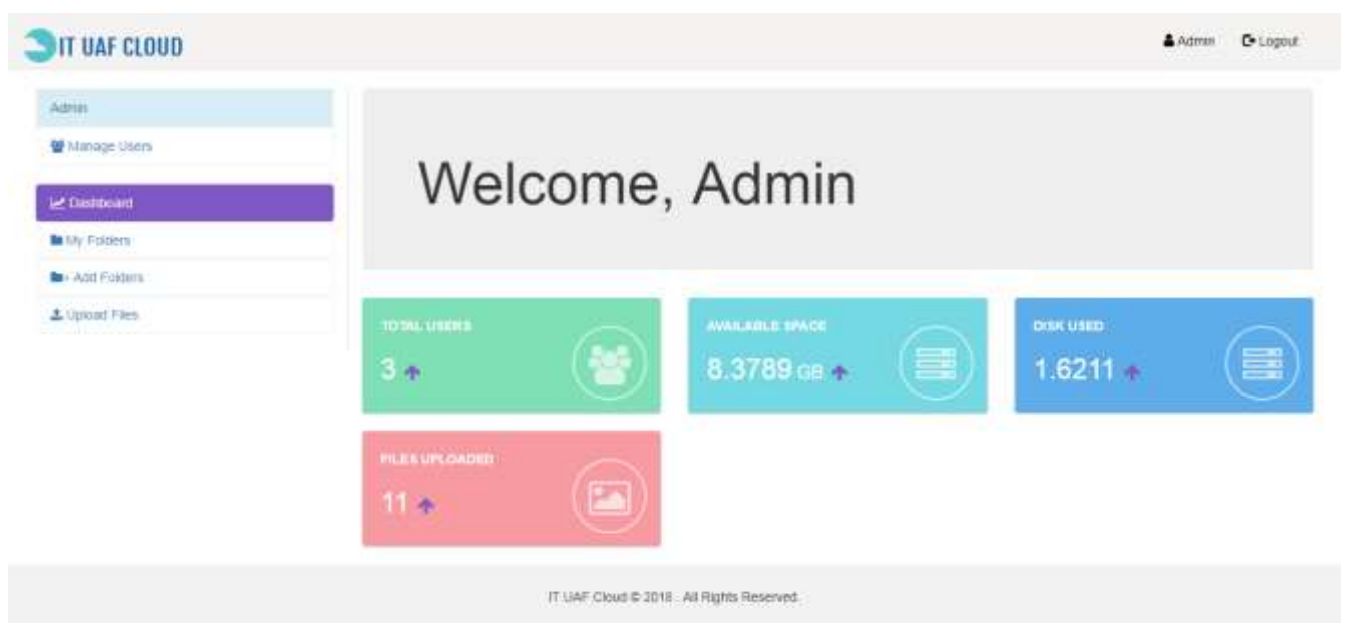 IT UAF CLOUD
Admin
Logout
Admin
Manage Users
Dashboard
My Folders
Add Folders
Upload Files
Welcome, Admin
TOTAL USERS
3
AVAILABLE SPACE
8.3789 GB
DISK USED
1.6211
FILES UPLOADED
11
IT UAF Cloud © 2018 . All Rights Reserved.